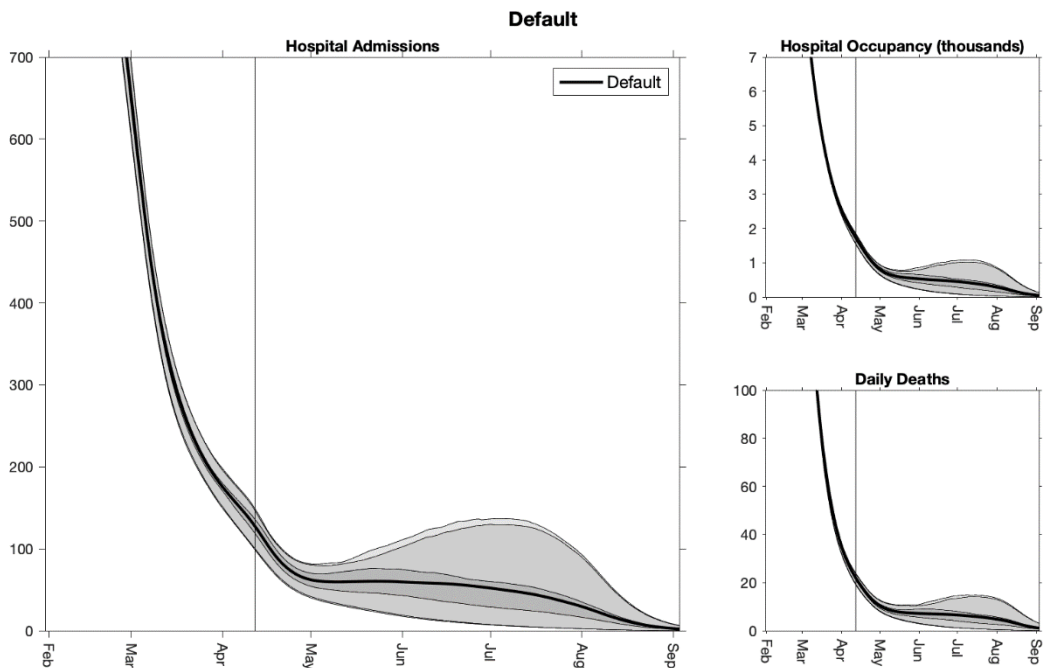 Default
Hospital Admissions
700
600
500
400
300
200
100
0
Feb Mar Apr May Jun Jul Aug Sep
Default
Hospital Occupancy (thousands)
7
6
5
4
3
2
1
0
Feb Mar Apr May Jun Jul Aug Sep
Daily Deaths
100
80
60
40
20
0
Feb Mar Apr May Jun Jul Aug Sep